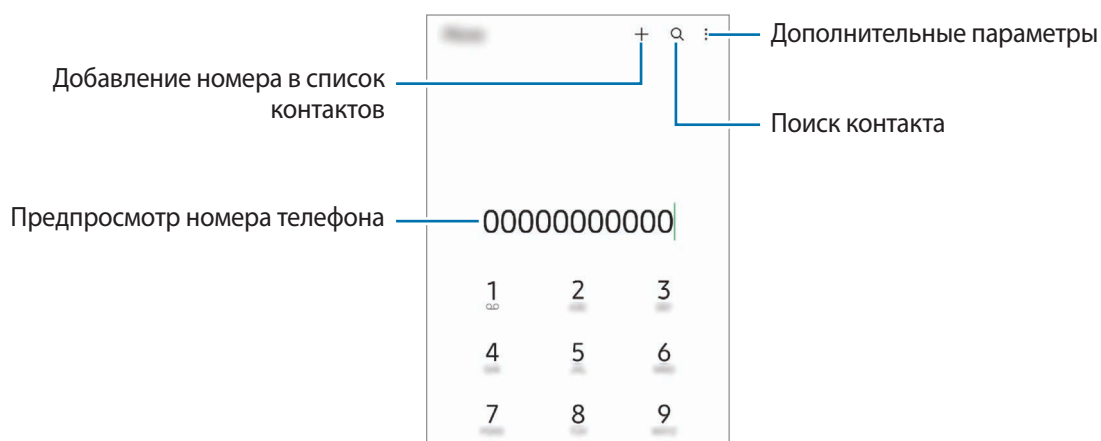 Дополнительные параметры
Добавление номера в список
контактов
Поиск контакта
Предпросмотр номера телефона
00000000000
1 2 3
4 5 6
7 8 9